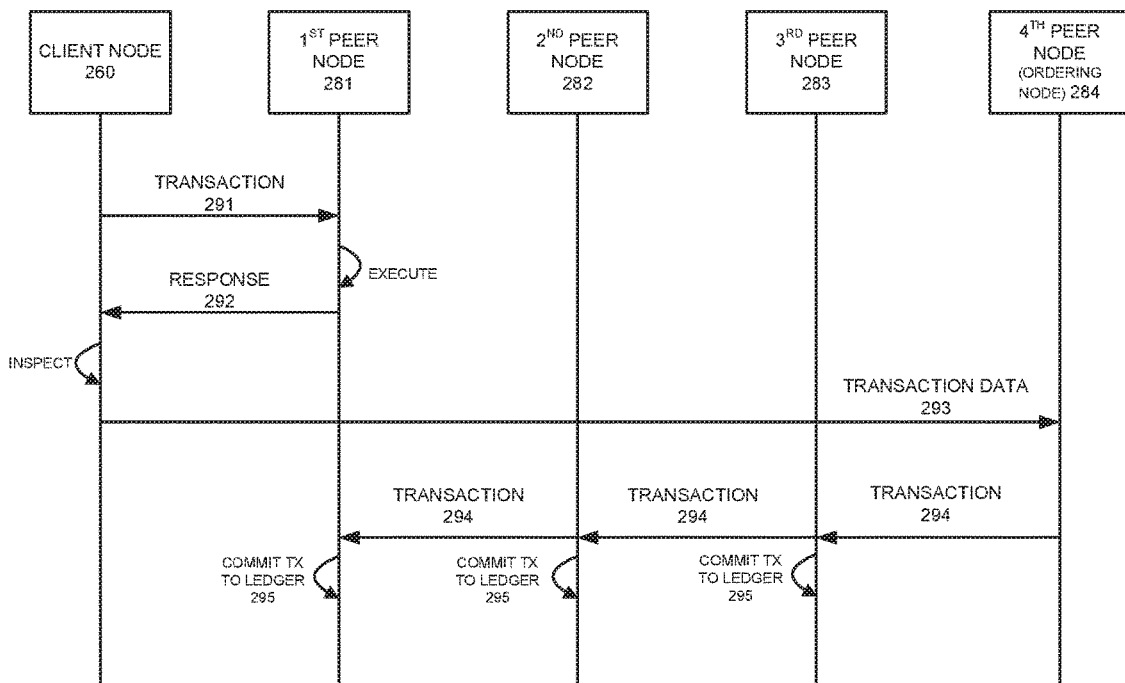 CLIENT NODE
260
1ST PEER
NODE
281
2ND PEER
NODE
282
3RD PEER
NODE
283
4TH PEER
NODE
(ORDERING
NODE) 284
TRANSACTION
291
EXECUTE
RESPONSE
292
INSPECT
TRANSACTION DATA
293
TRANSACTION
294
TRANSACTION
294
TRANSACTION
294
COMMIT TX
TO LEDGER
295
COMMIT TX
TO LEDGER
295
COMMIT TX
TO LEDGER
295